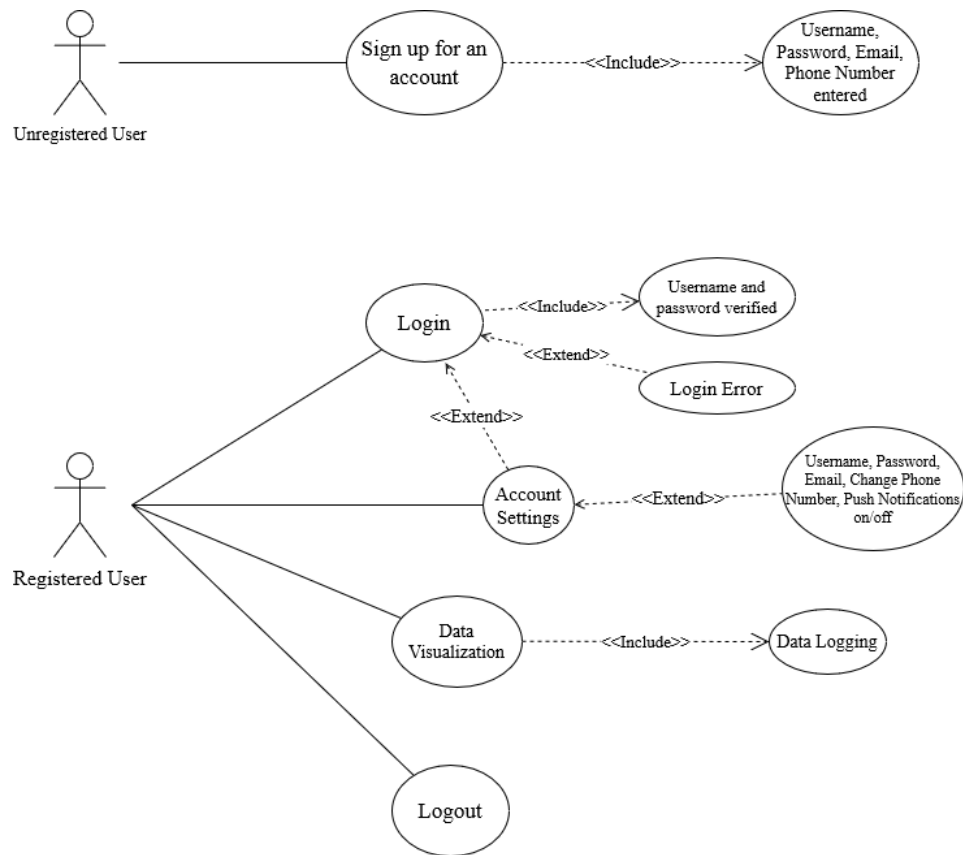 Sign up for an
account
<<Include>>
Username,
Password, Email,
Phone Number
entered
Unregistered User
Login
<<Include>>
Username and
password verified
<<Extend>>
Login Error
<<Extend>>
Account
Settings
<<Extend>>
Username, Password,
Email, Change Phone
Number, Push Notifications
on/off
Registered User
Data
Visualization
<<Include>>
Data Logging
Logout